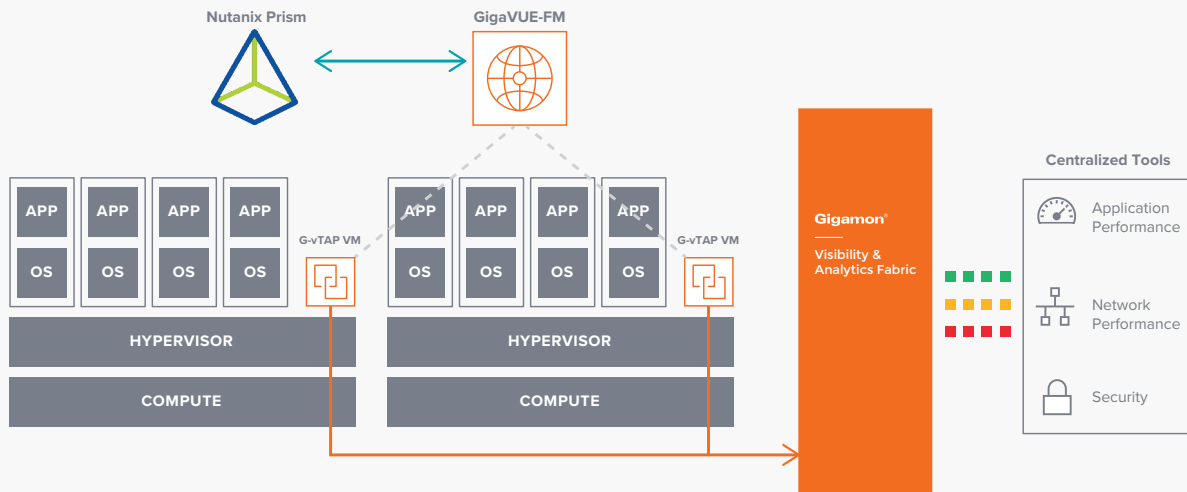 Nutanix Prism
GigaVUE-FM
APP APP APP APP
OS OS OS OS
G-vTAP VM
HYPERVISOR
COMPUTE
APP APP APP APP
OS OS OS OS
G-vTAP VM
HYPERVISOR
COMPUTE
Gigamon®
Visibility &
Analytics Fabric
Centralized Tools
Application
Performance
Network
Performance
Security